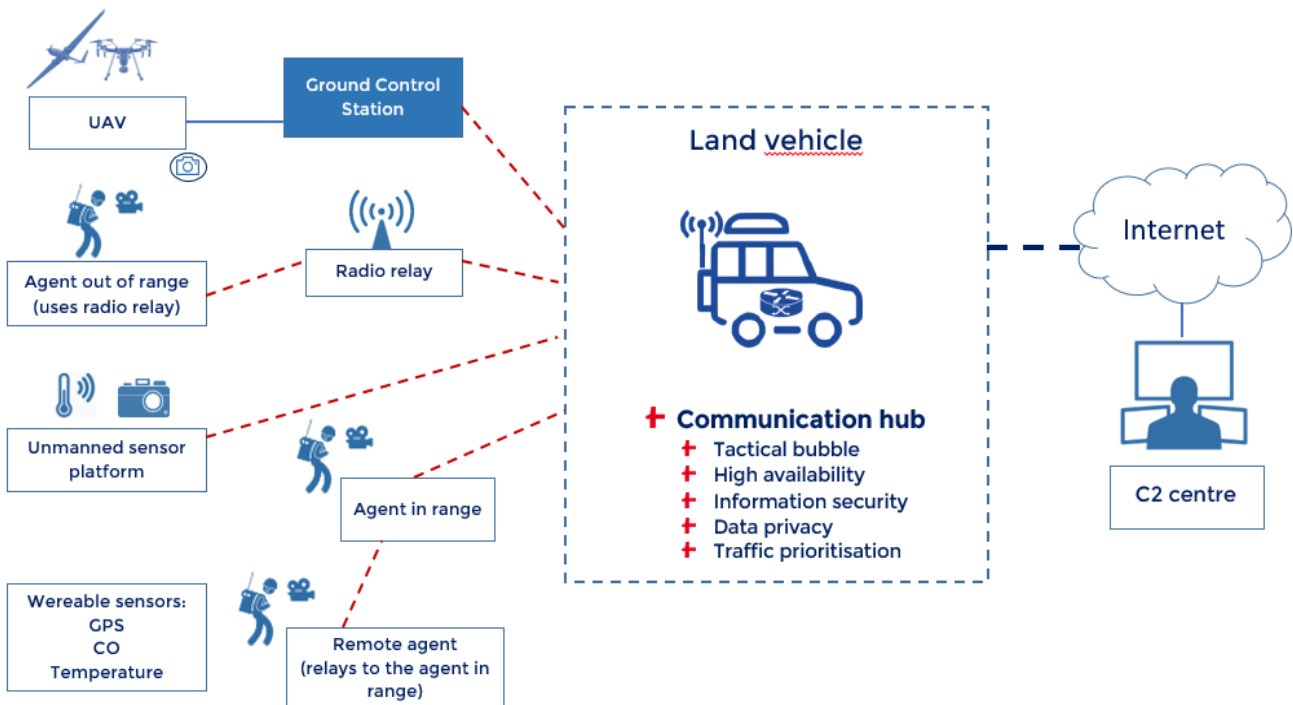 UAV
Ground Control
Station
Agent out of range
(uses radio relay)
Radio relay
Unmanned sensor
platform
Agent in range
Wereable sensors:
GPS
CO
Temperature
Remote agent
(relays to the agent in
range)
Land vehicle
+ Communication hub
+ Tactical bubble
+ High availability
+ Information security
+ Data privacy
+ Traffic prioritisation
Internet
C2 centre